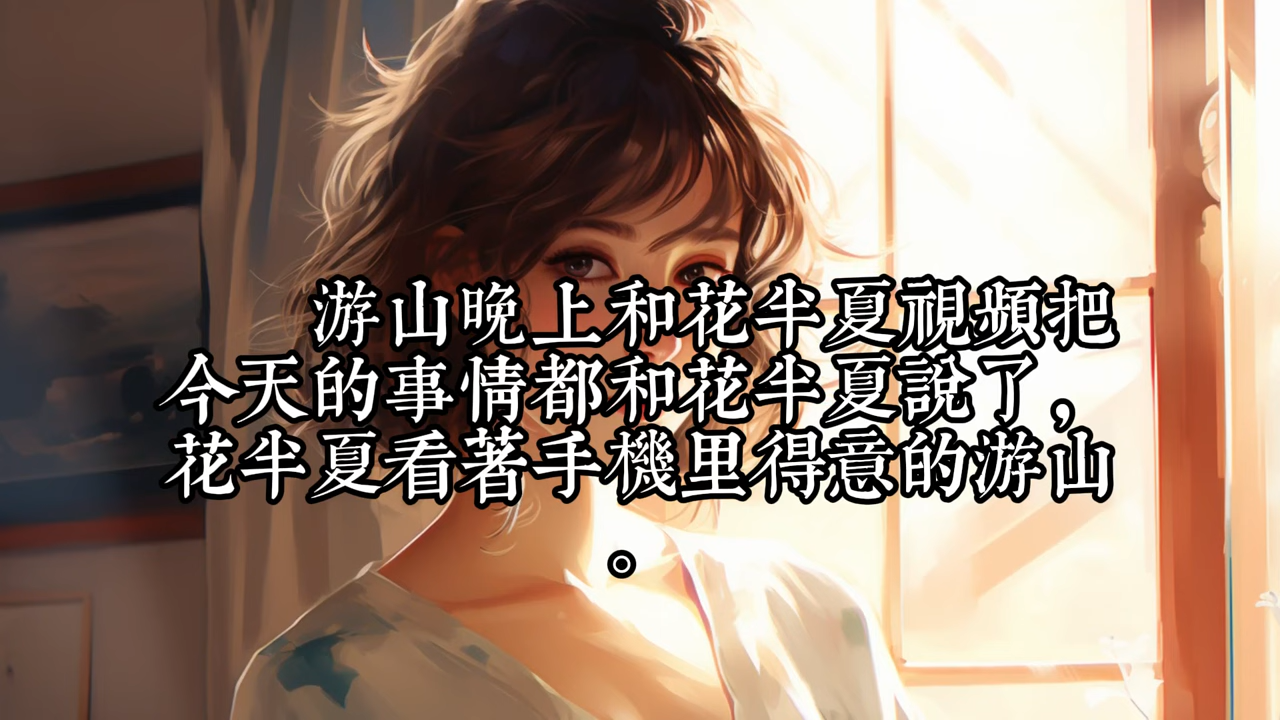 游山晚上和花半夏視頻把
今天的事情都和花半夏說了，
花半夏看著手機里得意的游山
。